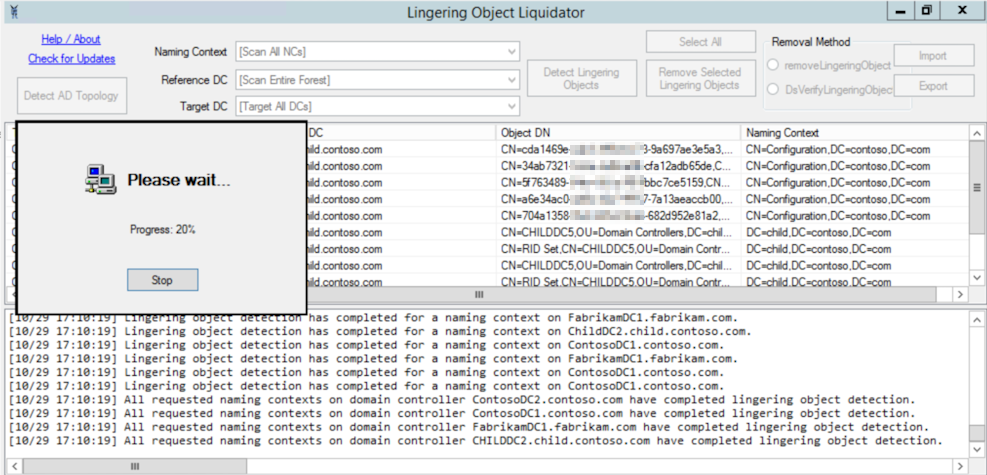 Lingering Object Liquidator
Help / About
Check for Updates
Detect AD Topology
Naming Context [Scan All NCs]
Reference DC [Scan Entire Forest]
Target DC [Target All DCs]
Detect Lingering
Objects
Select All
Remove Selected
Lingering Objects
Removal Method
removeLingeringObject
DsVerifyLingeringObjec
Import
Export
DC Object DN Naming Context
hild.contoso.com CN=cda1469e 3-9a697ae3e5a3,... CN=Configuration,DC=contoso,DC=com
hild.contoso.com CN=34ab7321 cfa12adb65de,C... CN=Configuration,DC=contoso,DC=com
hild.contoso.com CN=5f763489- bbc7ce5159,CN... CN=Configuration,DC=contoso,DC=com
hild.contoso.com CN=a6e34ac0 7-7a13aeaccb00,... CN=Configuration,DC=contoso,DC=com
hild.contoso.com CN=704a1358 -682d952e81a2,... CN=Configuration,DC=contoso,DC=com
hild.contoso.com CN=CHILDDC5,OU=Domain Controllers,DC=chil... DC=child,DC=contoso,DC=com
hild.contoso.com CN=RID Set,CN=CHILDDC5,OU=Domain Contr... DC=child,DC=contoso,DC=com
hild.contoso.com CN=CHILDDC5,OU=Domain Controllers,DC=chil... DC=child,DC=contoso,DC=com
hild.contoso.com CN=RID Set,CN=CHILDDC5,OU=Domain Contr... DC=child,DC=contoso,DC=com
Please wait...
Progress: 20%
Stop
[10/29 17:10:19] Lingering object detection has completed for a naming context on FabrikamDC1.fabrikam.com.
[10/29 17:10:19] Lingering object detection has completed for a naming context on ChildDC2.child.contoso.com.
[10/29 17:10:19] Lingering object detection has completed for a naming context on ContosoDC1.contoso.com.
[10/29 17:10:19] Lingering object detection has completed for a naming context on FabrikamDC1.fabrikam.com.
[10/29 17:10:19] Lingering object detection has completed for a naming context on ContosoDC1.contoso.com.
[10/29 17:10:19] Lingering object detection has completed for a naming context on ContosoDC1.contoso.com.
[10/29 17:10:19] All requested naming contexts on domain controller ContosoDC2.contoso.com have completed lingering object detection.
[10/29 17:10:19] All requested naming contexts on domain controller ContosoDC1.contoso.com have completed lingering object detection.
[10/29 17:10:19] All requested naming contexts on domain controller FabrikamDC1.fabrikam.com have completed lingering object detection.
[10/29 17:10:19] All requested naming contexts on domain controller CHILDDC2.child.contoso.com have completed lingering object detection.